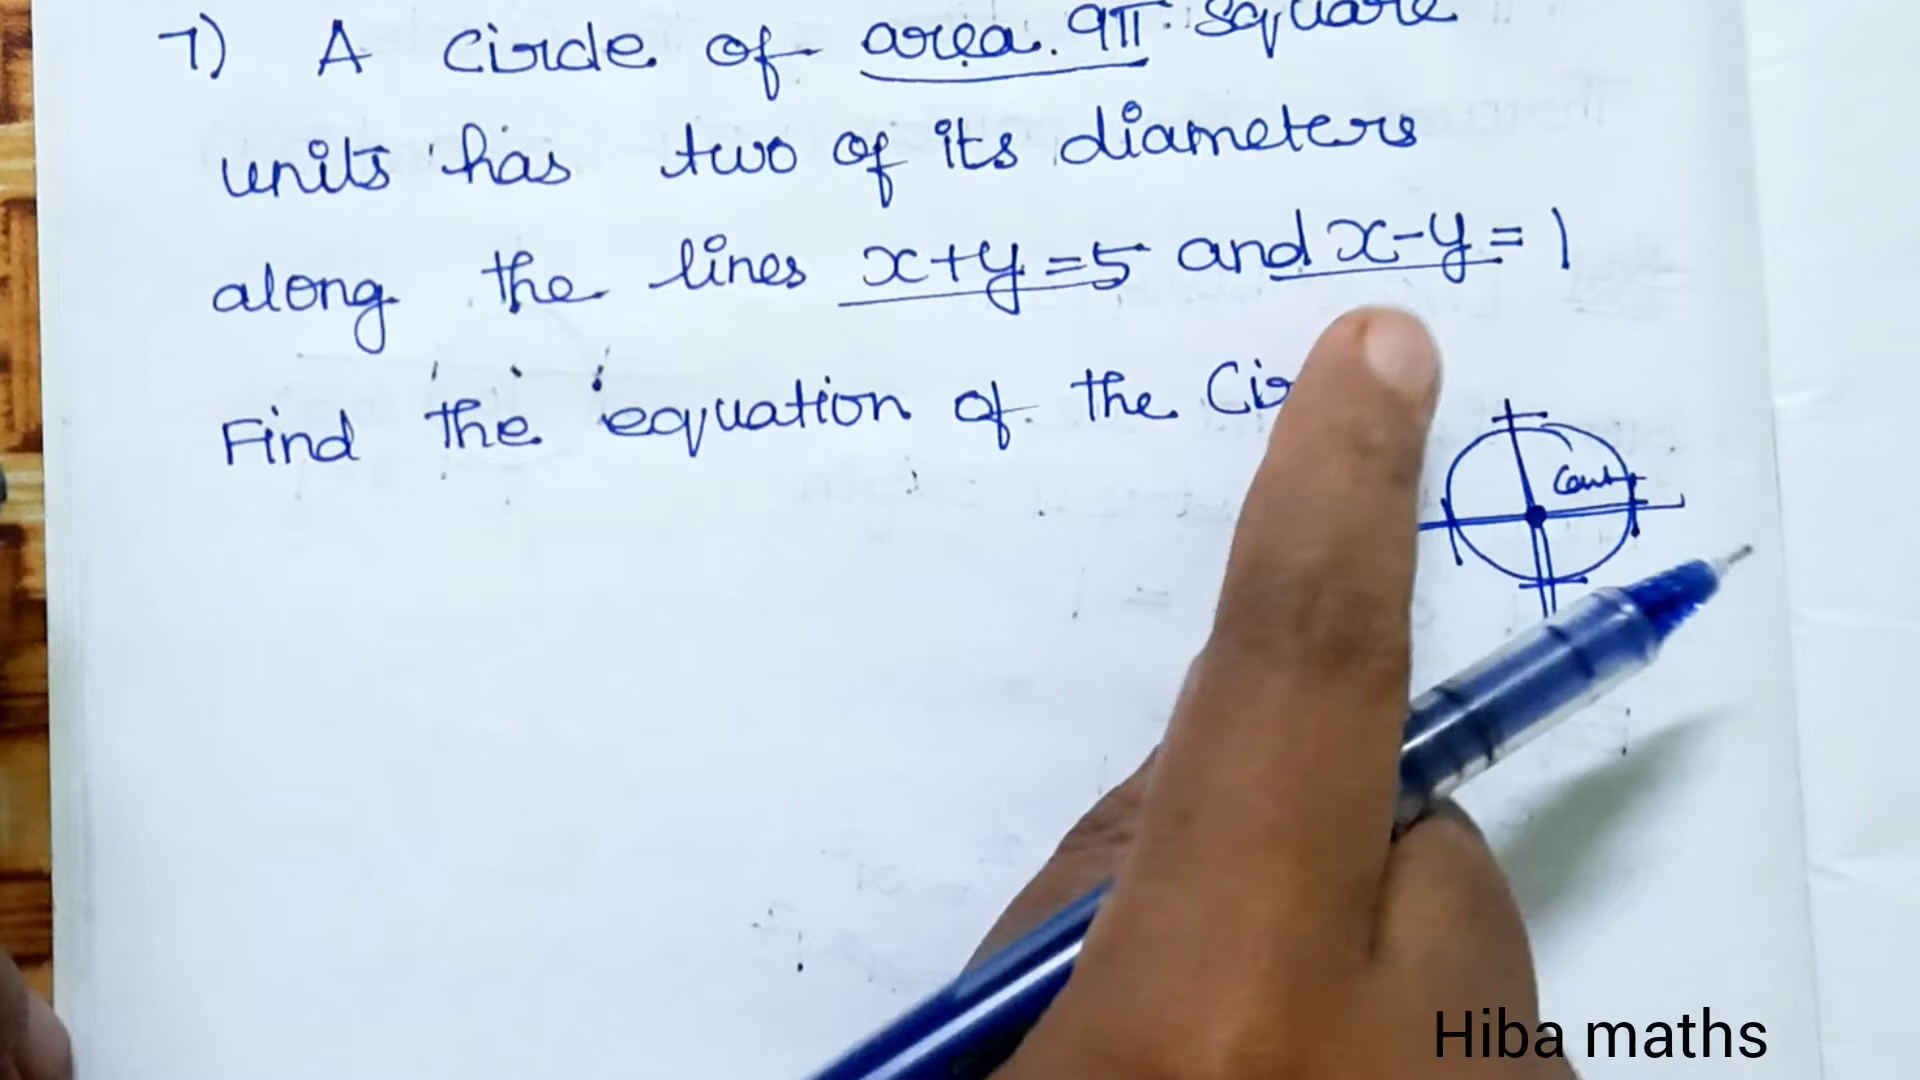 7) A circle of area 9π square
units has two of its diameters
along the lines x+y=5 and x-y=1
Find the equation of the Cir
Hiba maths